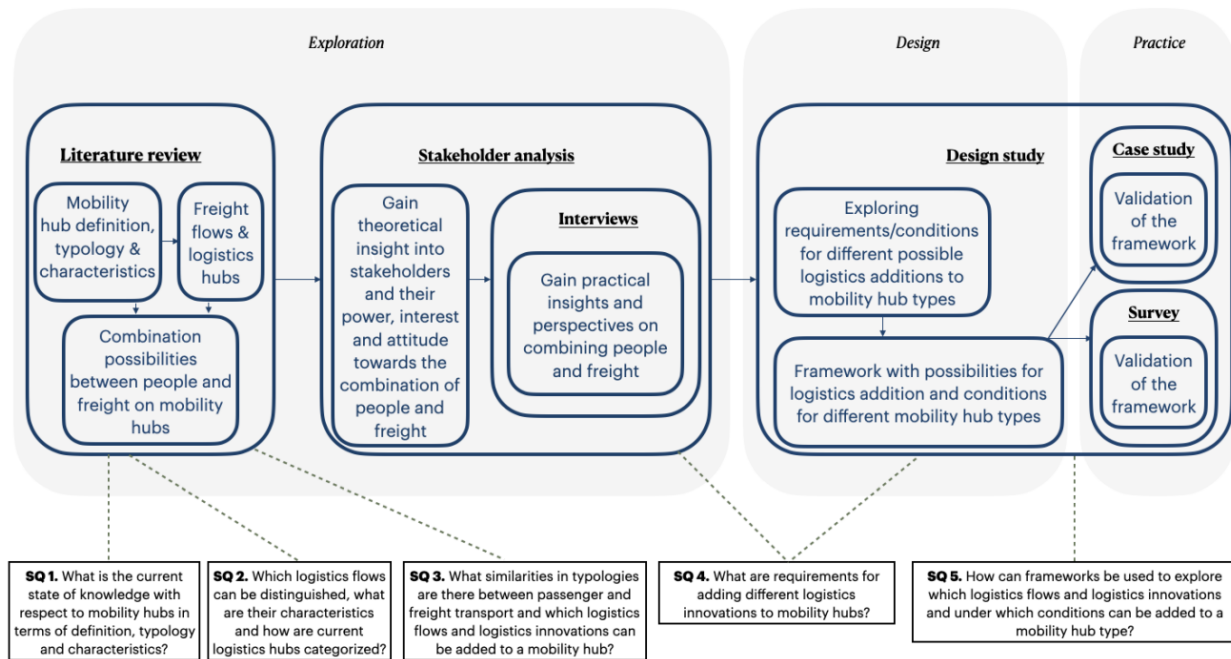 Exploration
Design
Practice
Literature review
Mobility
hub definition,
typology &
characteristics
Freight
flows &
logistics
hubs
Combination
possibilities
between people and
freight on mobility
hubs
Stakeholder analysis
Gain
theoretical
insight into
stakeholders
and their
power, interest
and attitude
towards the
combination of
people and
freight
Interviews
Gain practical
insights and
perspectives on
combining people
and freight
Design study
Exploring
requirements/conditions
for different possible
logistics additions to
mobility hub types
Framework with possibilities for
logistics addition and conditions
for different mobility hub types
Case study
Validation
of the
framework
Survey
Validation
of the
framework
SQ 1. What is the current
state of knowledge with
respect to mobility hubs in
terms of definition, typology
and characteristics?
SQ 2. Which logistics flows
can be distinguished, what
are their characteristics
and how are current
logistics hubs categorized?
SQ 3. What similarities in typologies
are there between passenger and
freight transport and which logistics
flows and logistics innovations can
be added to a mobility hub?
SQ 4. What are requirements for
adding different logistics
innovations to mobility hubs?
SQ 5. How can frameworks be used to explore
which logistics flows and logistics innovations
and under which conditions can be added to a
mobility hub type?